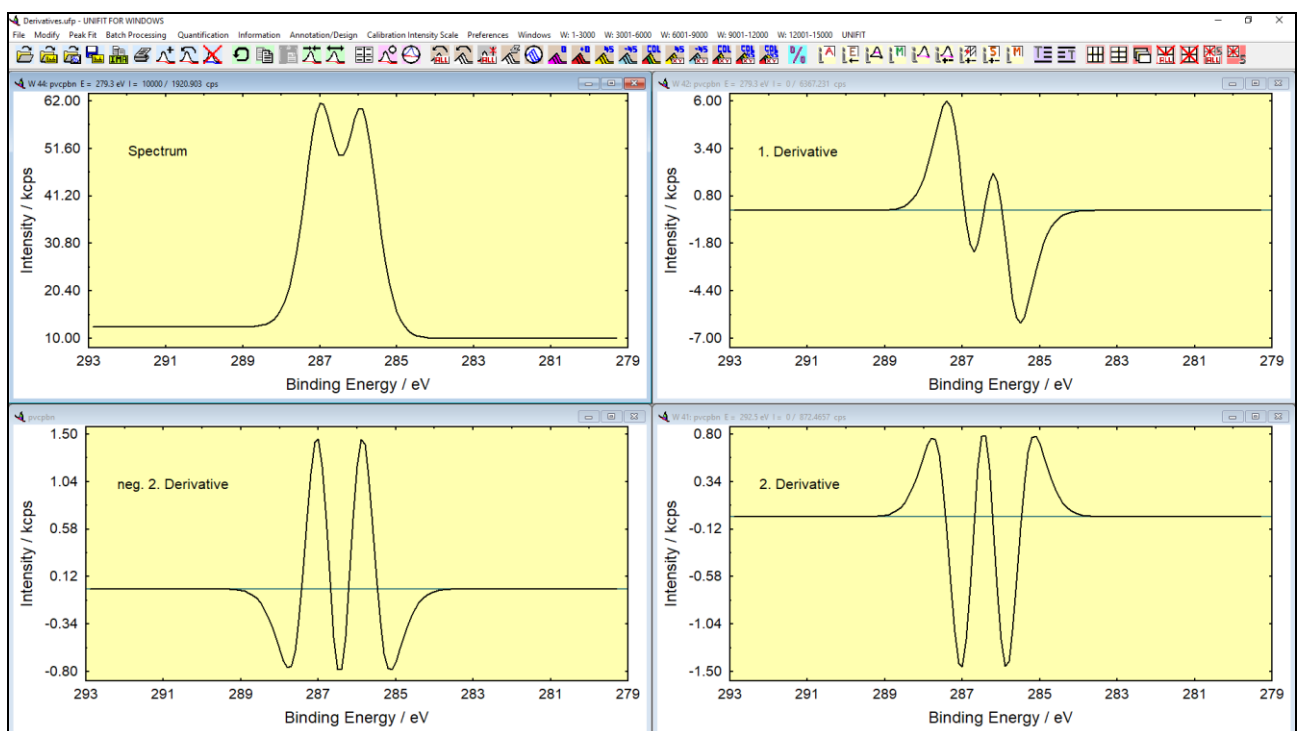 Derivatives.ufp - UNIFIT FOR WINDOWS
File Modify Peak Fit Batch Processing Quantification Information Annotation/Design Calibration Intensity Scale Preferences Windows W: 1-3000 W: 3001-6000 W: 6001-9000 W: 9001-12000 W: 12001-15000 UNIFIT
W 44: pvcpbn E = 279.3 eV I = 10000 / 1920.903 cps
62.00
51.60
41.20
30.80
20.40
10.00
Intensity / kcps
Spectrum
293 291 289 287 285 283 281 279
Binding Energy / eV
W 42: pvcpbn E = 279.3 eV I = 0 / 6367.231 cps
6.00
3.40
0.80
-1.80
-4.40
-7.00
Intensity / kcps
1. Derivative
293 291 289 287 285 283 281 279
Binding Energy / eV
pvcpbn
1.50
1.04
0.58
0.12
-0.34
-0.80
Intensity / kcps
neg. 2. Derivative
293 291 289 287 285 283 281 279
Binding Energy / eV
W 41: pvcpbn E = 292.5 eV I = 0 / 872.4657 cps
0.80
0.34
-0.12
-0.58
-1.04
-1.50
Intensity / kcps
2. Derivative
293 291 289 287 285 283 281 279
Binding Energy / eV